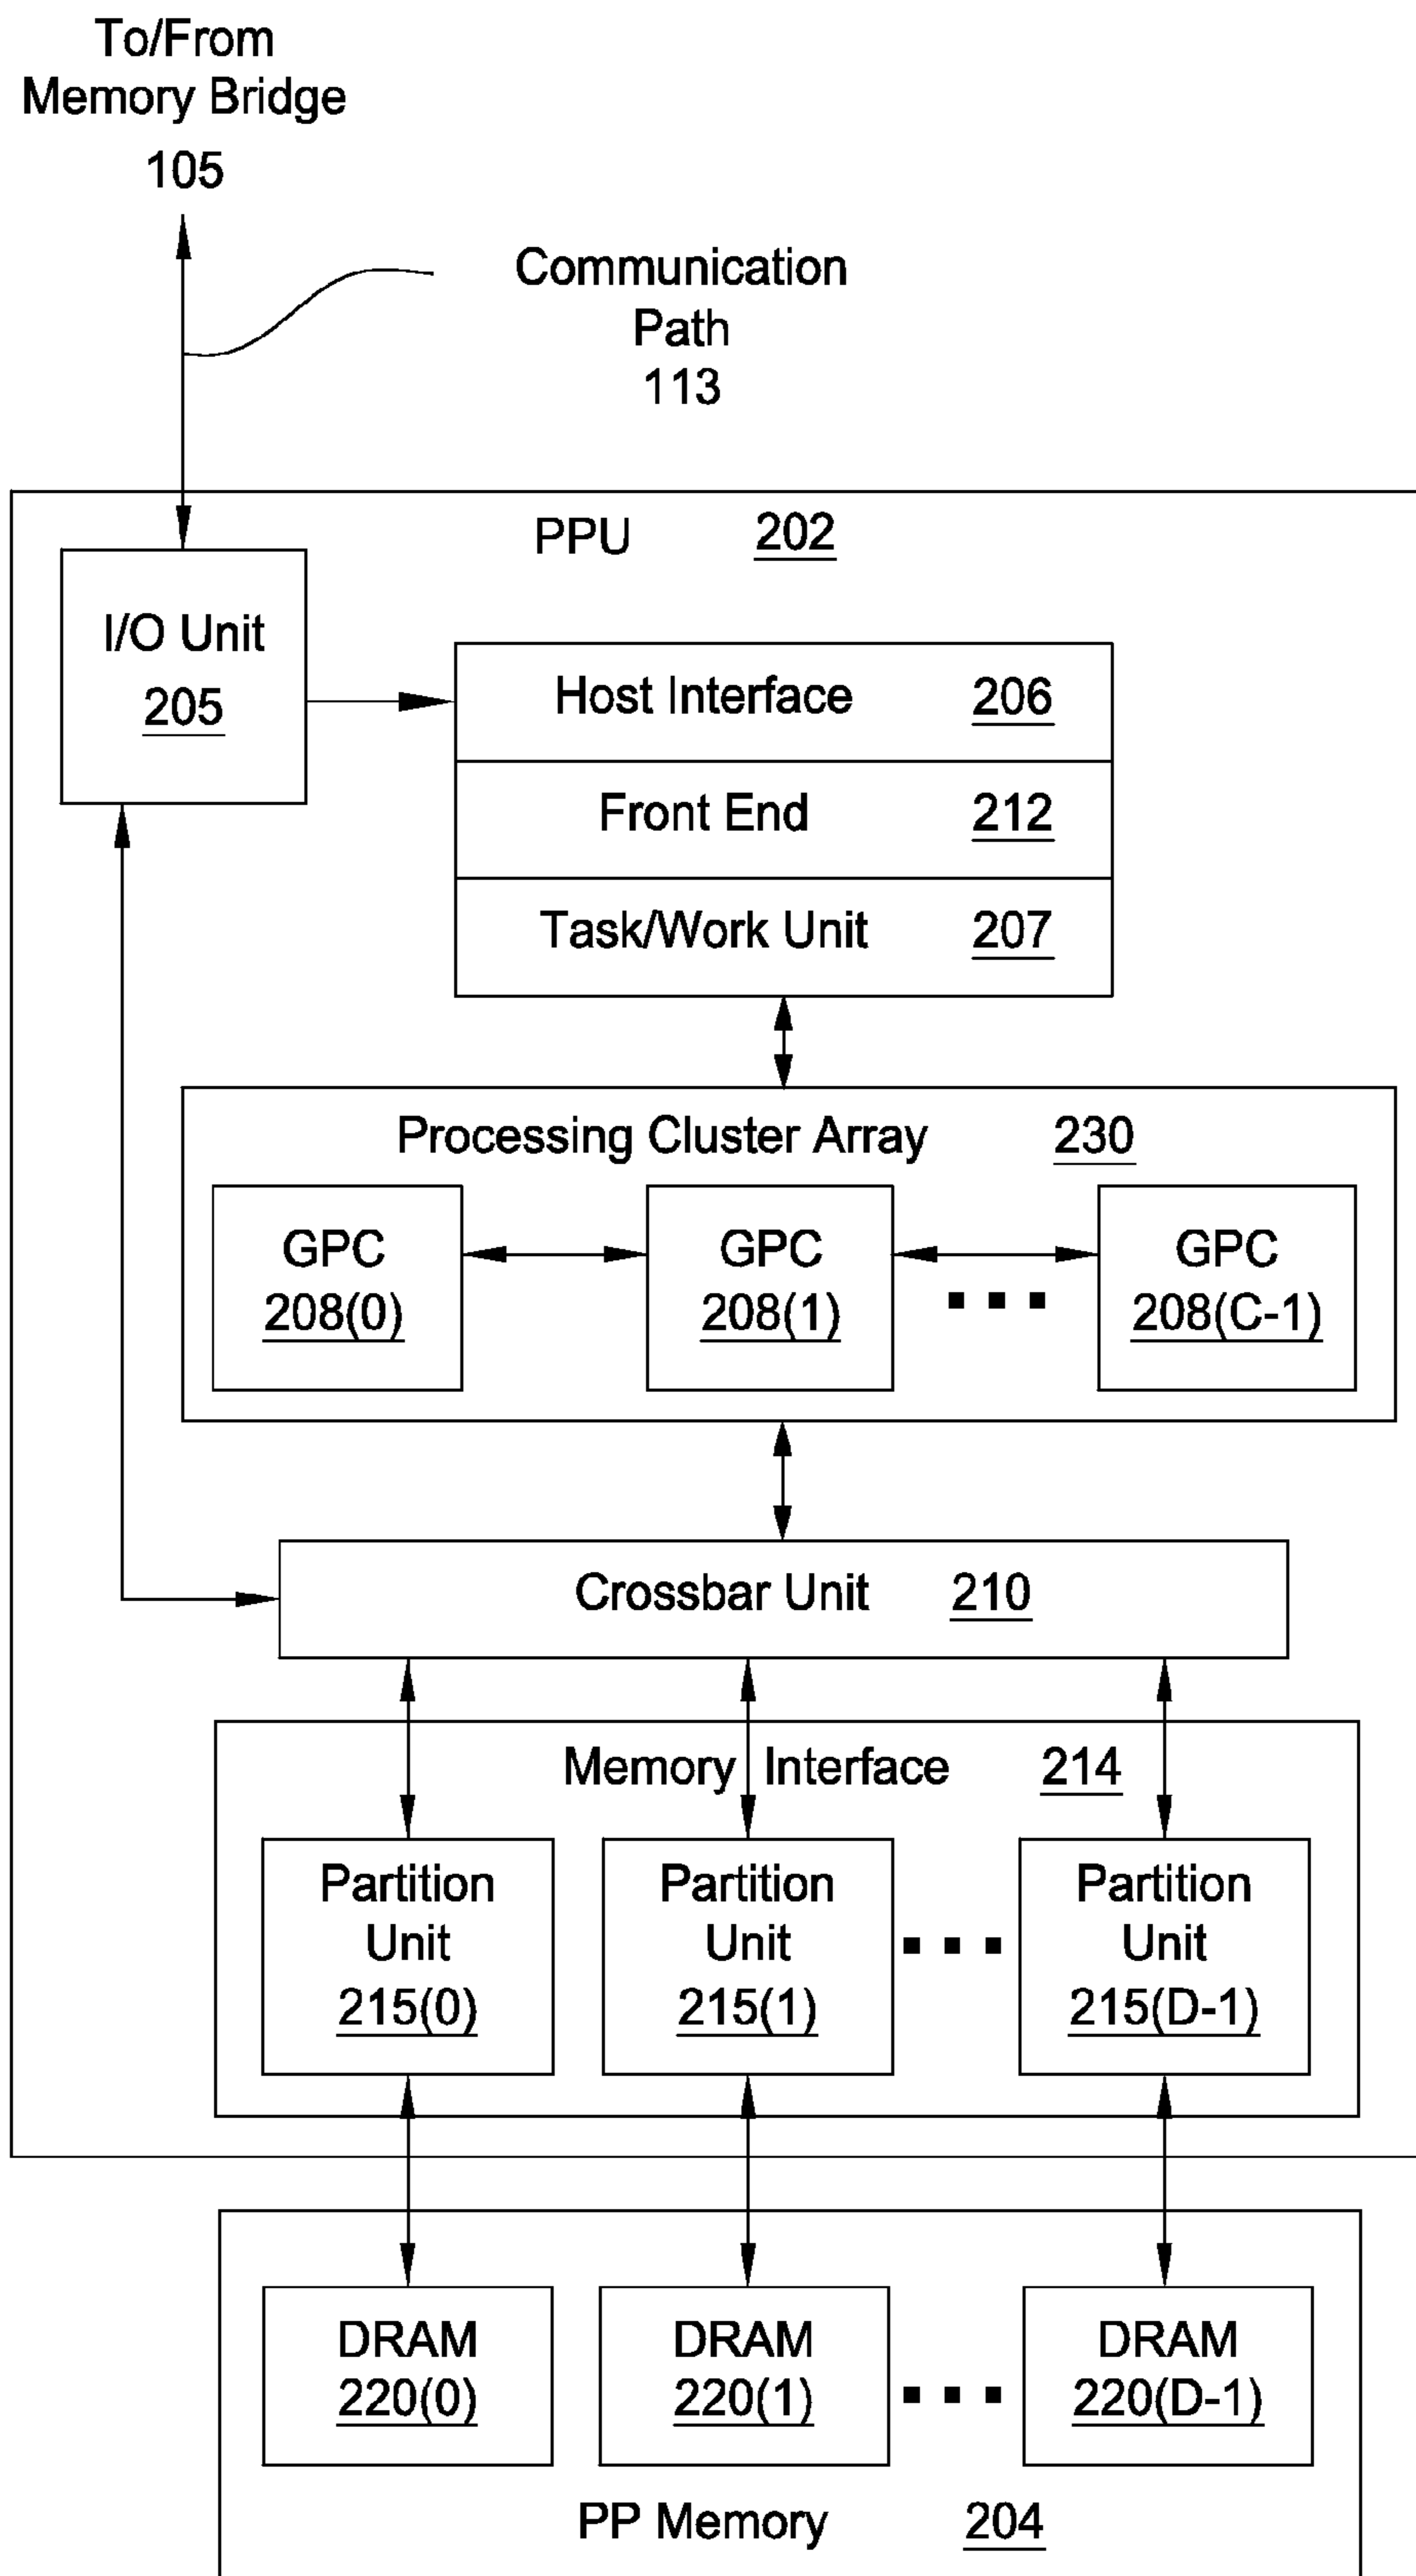 To/From
Memory Bridge
105
Communication
Path
113
PPU 202
I/O Unit
205
Host Interface 206
Front End 212
Task/Work Unit 207
Processing Cluster Array 230
GPC
208(0)
GPC
208(1)
GPC
208(C-1)
Crossbar Unit 210
Memory Interface 214
Partition
Unit
215(0)
Partition
Unit
215(1)
Partition
Unit
215(D-1)
DRAM
220(0)
DRAM
220(1)
DRAM
220(D-1)
PP Memory 204